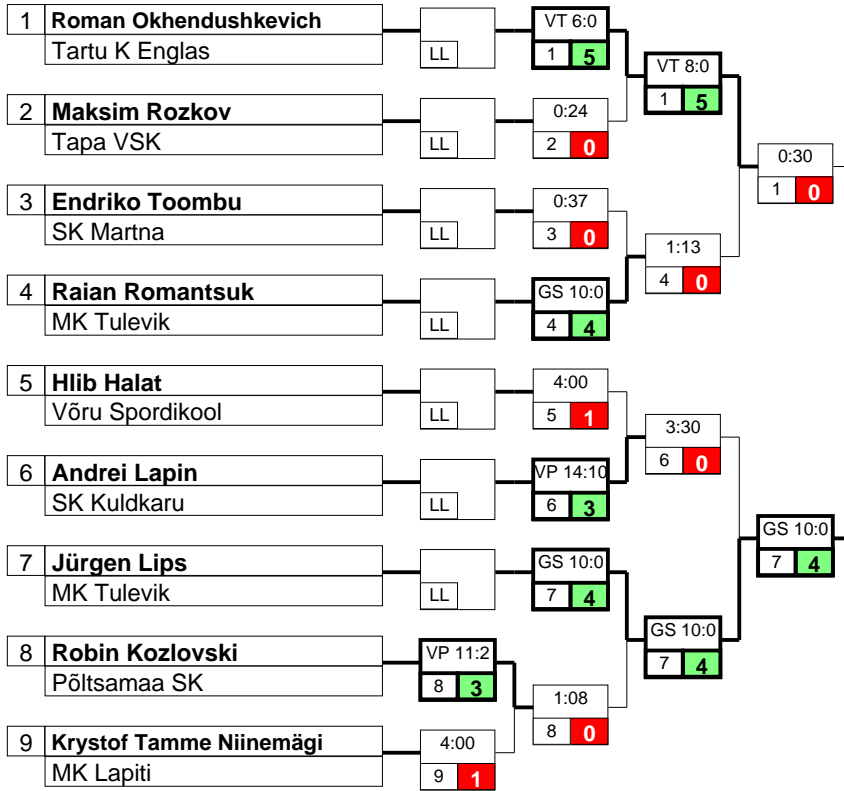 1 Roman Okhendushkevich
Tartu K Englas
LL
VT 6:0
1 5
VT 8:0
1 5
2 Maksim Rozkov
Tapa VSK
LL
0:24
2 0
0:30
1 0
3 Endriko Toombu
SK Martna
LL
0:37
3 0
1:13
4 0
4 Raian Romantsuk
MK Tulevik
LL
GS 10:0
4 4
5 Hlib Halat
Võru Spordikool
LL
4:00
5 1
3:30
6 0
6 Andrei Lapin
SK Kuldkaru
LL
VP 14:10
6 3
GS 10:0
7 4
7 Jürgen Lips
MK Tulevik
LL
GS 10:0
7 4
GS 10:0
7 4
8 Robin Kozlovski
Põltsamaa SK
VP 11:2
8 3
1:08
8 0
9 Krystof Tamme Niinemägi
MK Lapiti
4:00
9 1